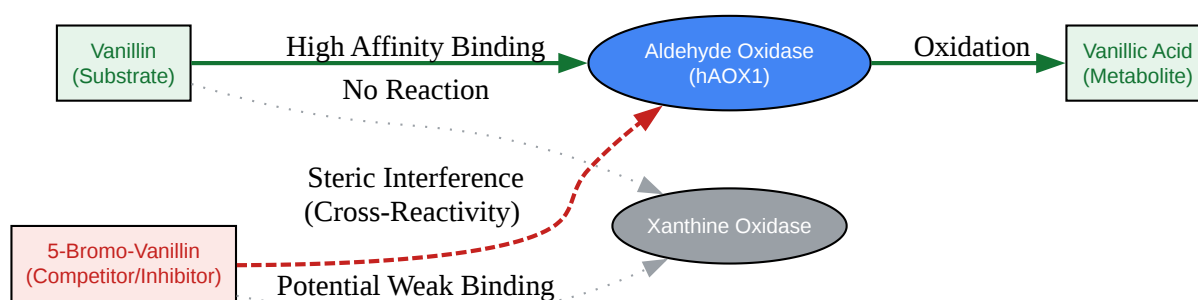 Vanillin
(Substrate)
High Affinity Binding
No Reaction
Aldehyde Oxidase
(hAOX1)
Oxidation
Vanillic Acid
(Metabolite)
Steric Interference
(Cross-Reactivity)
Xanthine Oxidase
5-Bromo-Vanillin
(Competitor/Inhibitor)
Potential Weak Binding